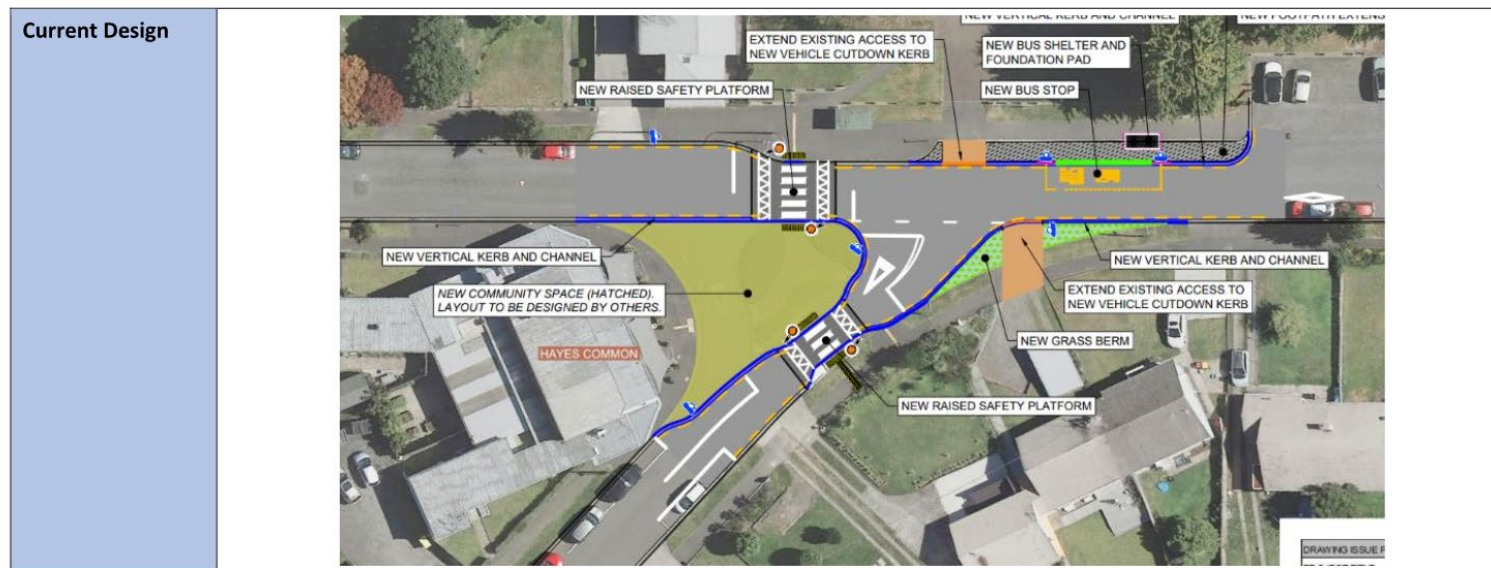 Current Design
NEW VERTICAL KERB AND CHANNEL
NEW FOOTPATH EXTENS
EXTEND EXISTING ACCESS TO
NEW VEHICLE CUTDOWN KERB
NEW BUS SHELTER AND
FOUNDATION PAD
NEW RAISED SAFETY PLATFORM
NEW BUS STOP
NEW VERTICAL KERB AND CHANNEL
NEW VERTICAL KERB AND CHANNEL
NEW COMMUNITY SPACE (HATCHED).
LAYOUT TO BE DESIGNED BY OTHERS.
EXTEND EXISTING ACCESS TO
NEW VEHICLE CUTDOWN KERB
NEW GRASS BERM
HAYES COMMON
NEW RAISED SAFETY PLATFORM
DRAWING ISSUE